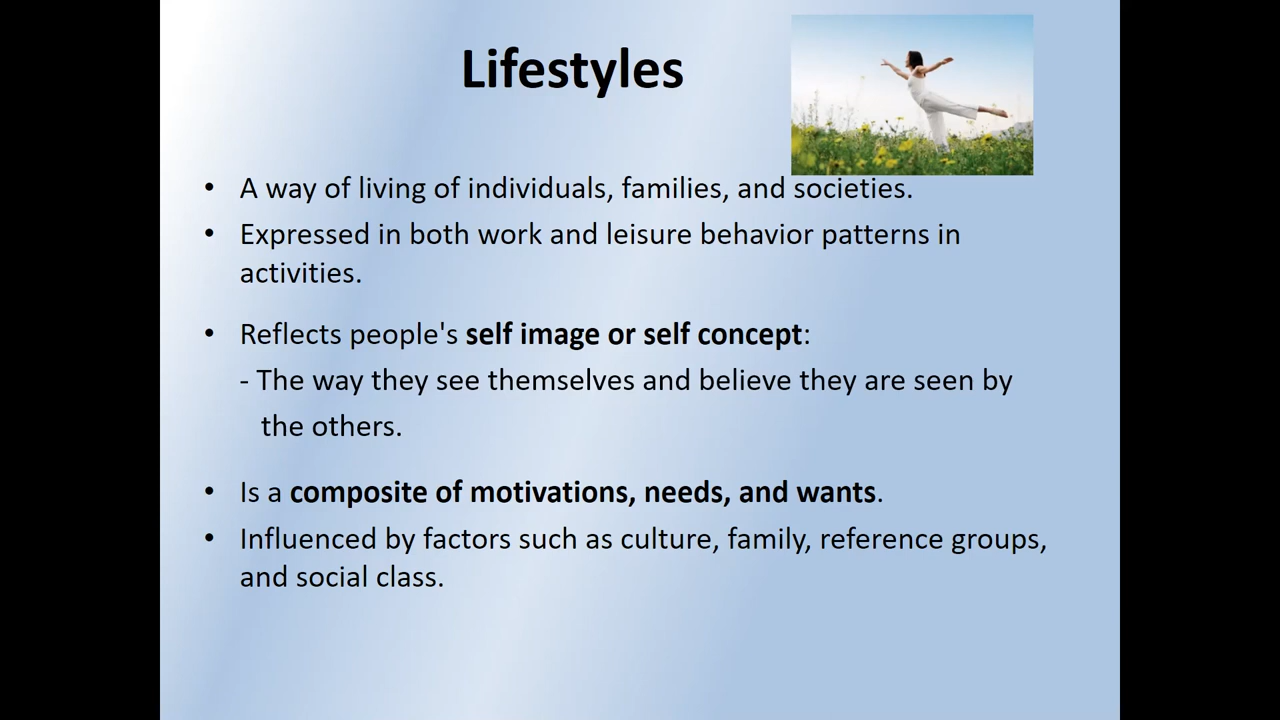 Lifestyles
• A way of living of individuals, families, and societies.
• Expressed in both work and leisure behavior patterns in
activities.
• Reflects people's self image or self concept:
- The way they see themselves and believe they are seen by
the others.
• Is a composite of motivations, needs, and wants.
• Influenced by factors such as culture, family, reference groups,
and social class.